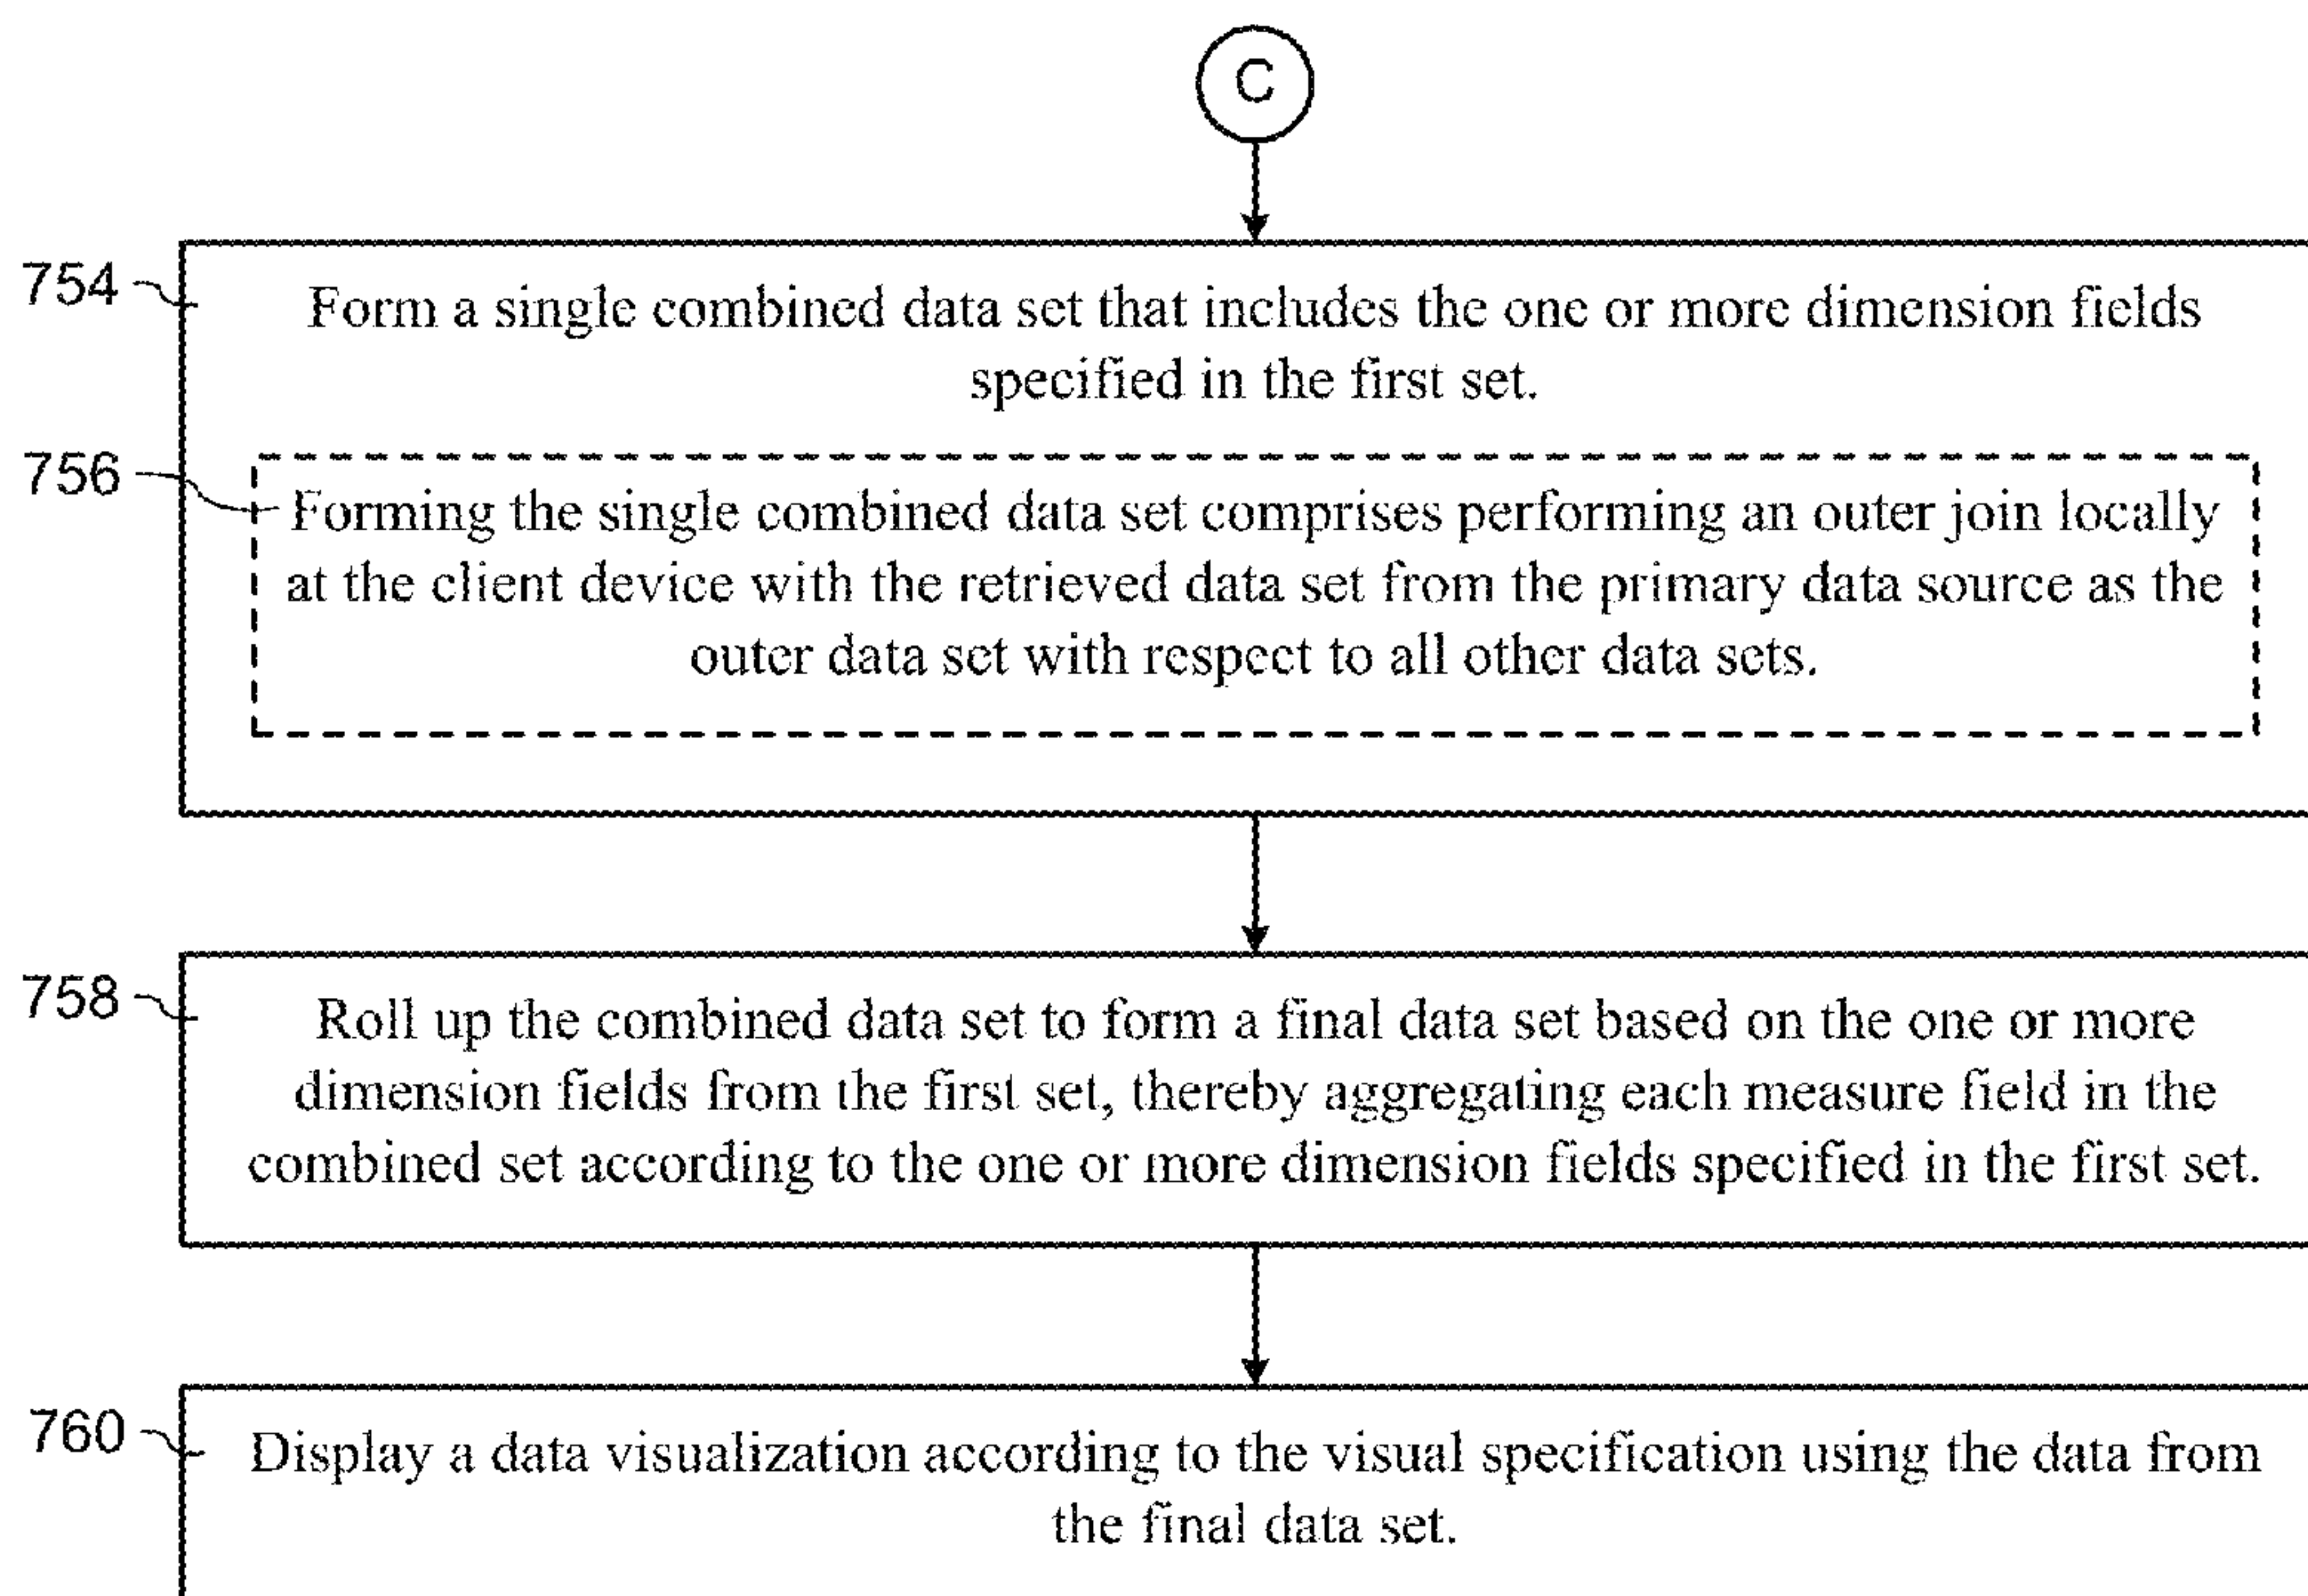 C
754
Form a single combined data set that includes the one or more dimension fields
specified in the first set.
756
Forming the single combined data set comprises performing an outer join locally
at the client device with the retrieved data set from the primary data source as the
outer data set with respect to all other data sets.
758
Roll up the combined data set to form a final data set based on the one or more
dimension fields from the first set, thereby aggregating each measure field in the
combined set according to the one or more dimension fields specified in the first set.
760
Display a data visualization according to the visual specification using the data from
the final data set.